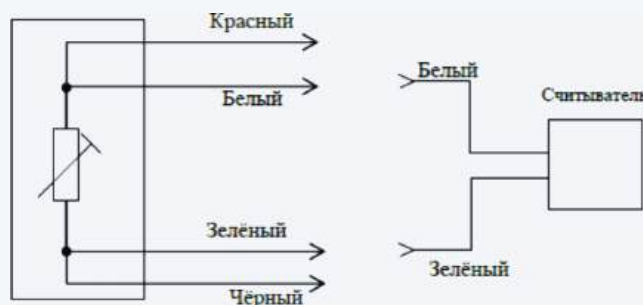 Красный
Белый
Зелёный
Чёрный
Белый
Считыватель
Зелёный